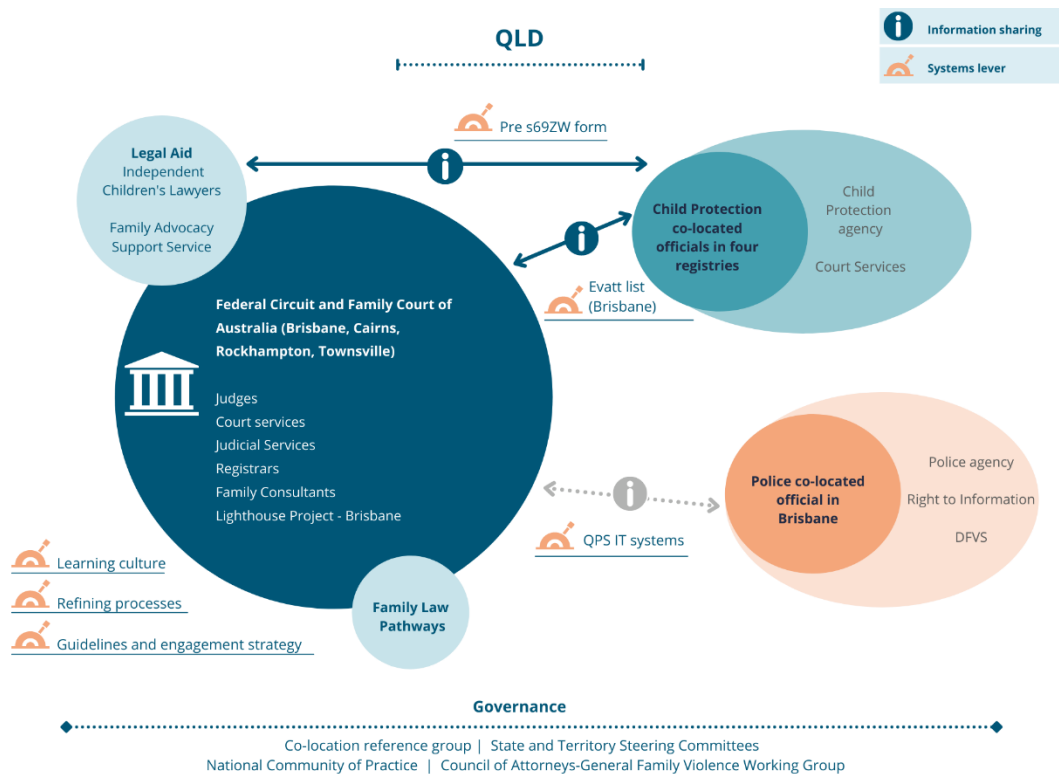 QLD
Information sharing
Systems lever
Pre s69ZW form
Legal Aid
Independent
Children's Lawyers
Family Advocacy
Support Service
Child Protection
co-located
officials in four
registries
Child
Protection
agency
Court Services
Evatt list
(Brisbane)
Federal Circuit and Family Court of
Australia (Brisbane, Cairns,
Rockhampton, Townsville)
Judges
Court services
Judicial Services
Registrars
Family Consultants
Lighthouse Project - Brisbane
Police co-located
official in
Brisbane
Police agency
Right to Information
DFVS
QPS IT systems
Learning culture
Refining processes
Guidelines and engagement strategy
Family Law
Pathways
Governance
Co-location reference group | State and Territory Steering Committees
National Community of Practice | Council of Attorneys-General Family Violence Working Group